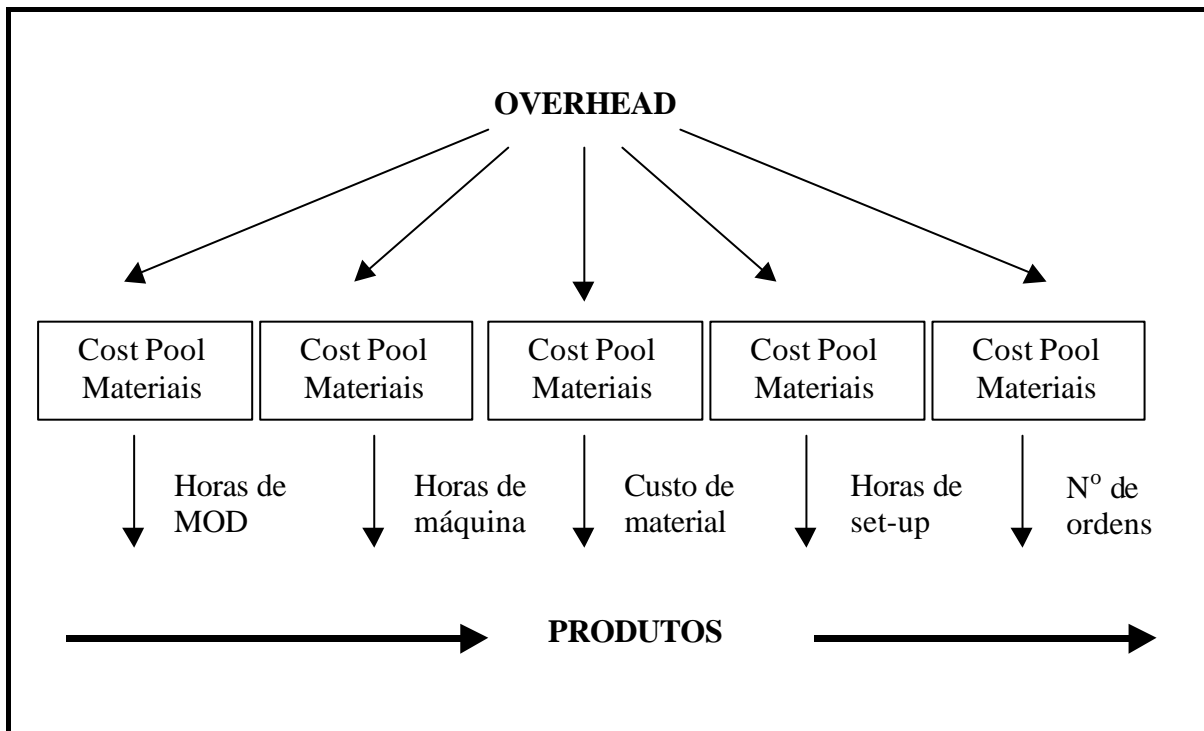 OVERHEAD
Cost Pool
Materiais
Cost Pool
Materiais
Cost Pool
Materiais
Cost Pool
Materiais
Cost Pool
Materiais
Horas de
MOD
Horas de
máquina
Custo de
material
Horas de
set-up
Nº de
ordens
PRODUTOS